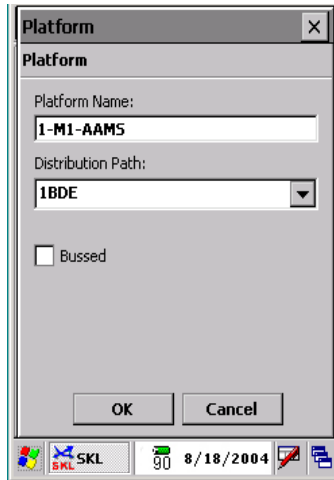 Platform
Platform
Platform Name:
1-M1-AAMS
Distribution Path:
1BDE
Bussed
OK Cancel
SKL SKL 90 8/18/2004